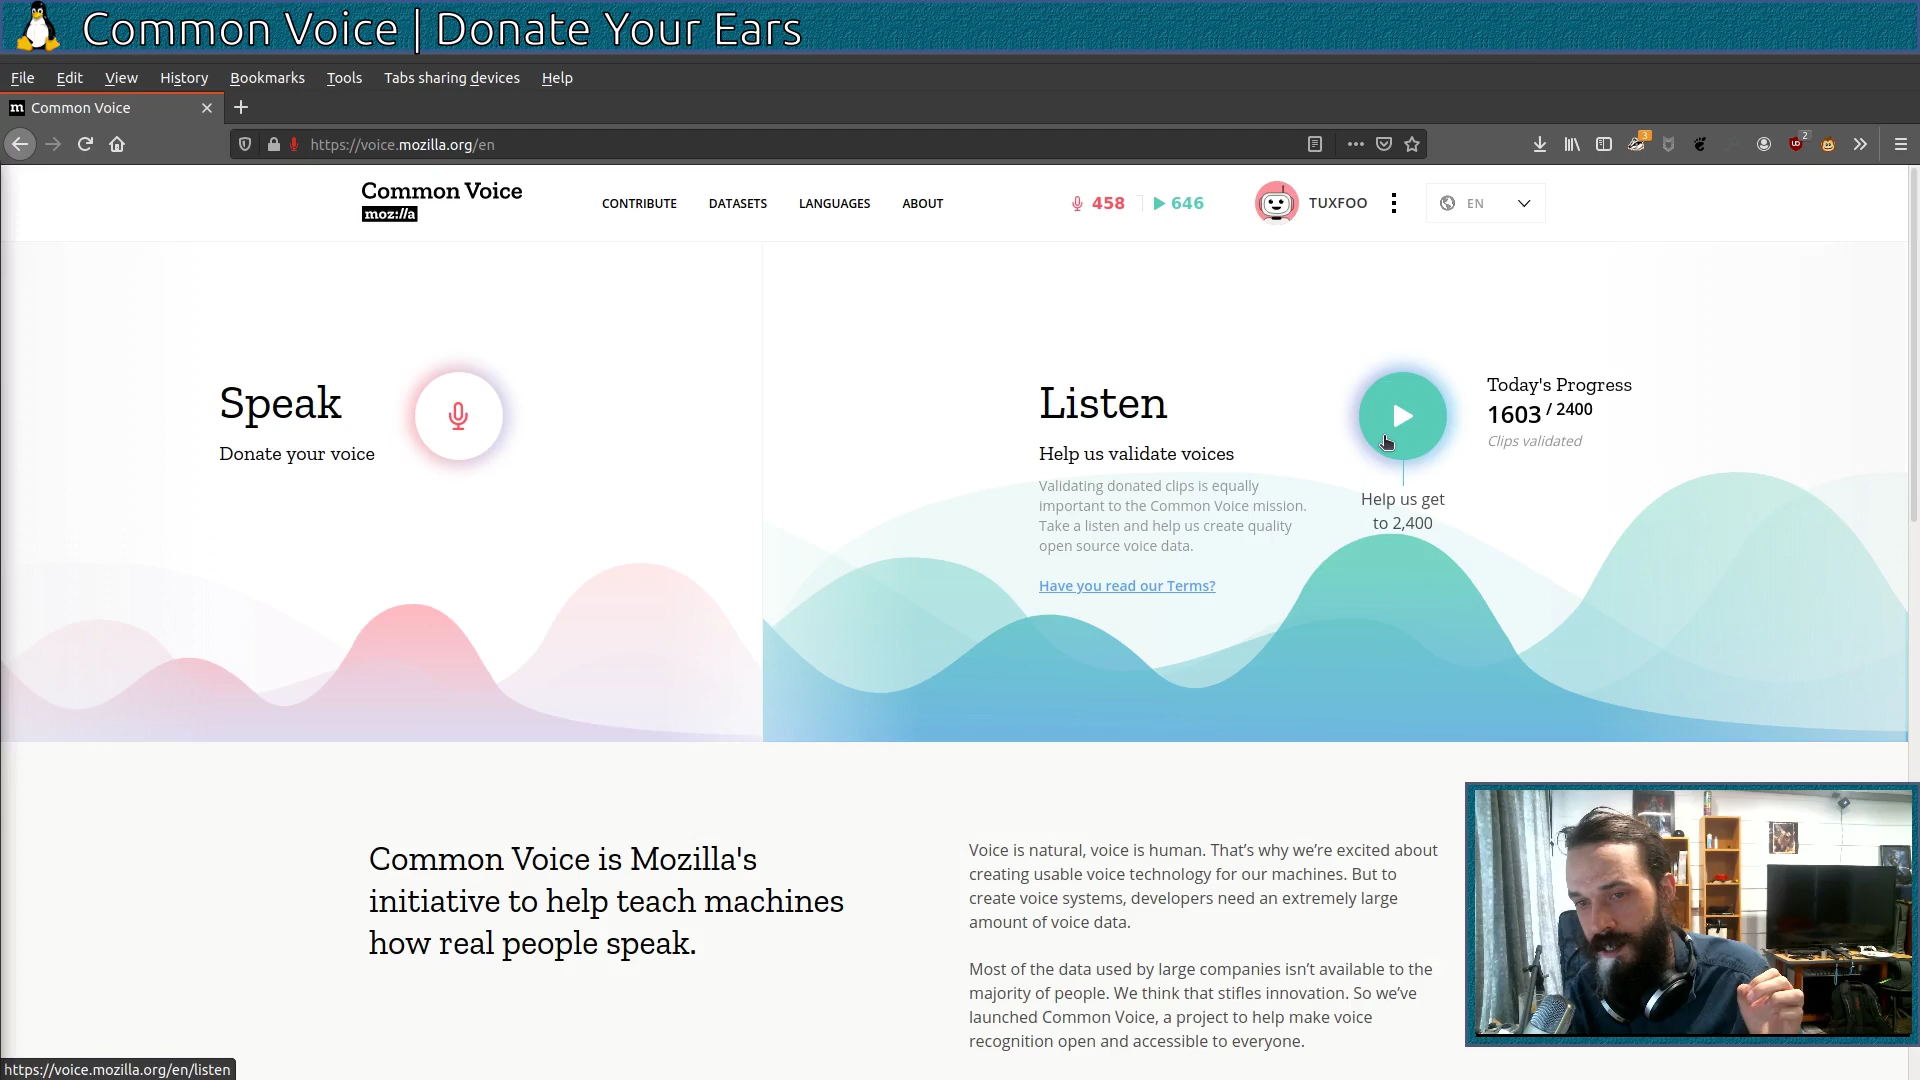 Common Voice | Donate Your Ears
File Edit View History Bookmarks Tools Tabs sharing devices Help
m Common Voice
https://voice.mozilla.org/en
3
2
Common Voice
moz://a
CONTRIBUTE DATASETS LANGUAGES ABOUT
458 646
TUXFOO
EN
Speak
Donate your voice
Listen
Help us validate voices
Validating donated clips is equally
important to the Common Voice mission.
Take a listen and help us create quality
open source voice data.
Have you read our Terms?
Help us get
to 2,400
Today's Progress
1603 / 2400
Clips validated
Common Voice is Mozilla's
initiative to help teach machines
how real people speak.
Voice is natural, voice is human. That’s why we’re excited about
creating usable voice technology for our machines. But to
create voice systems, developers need an extremely large
amount of voice data.
Most of the data used by large companies isn’t available to the
majority of people. We think that stifles innovation. So we’ve
launched Common Voice, a project to help make voice
recognition open and accessible to everyone.
https://voice.mozilla.org/en/listen